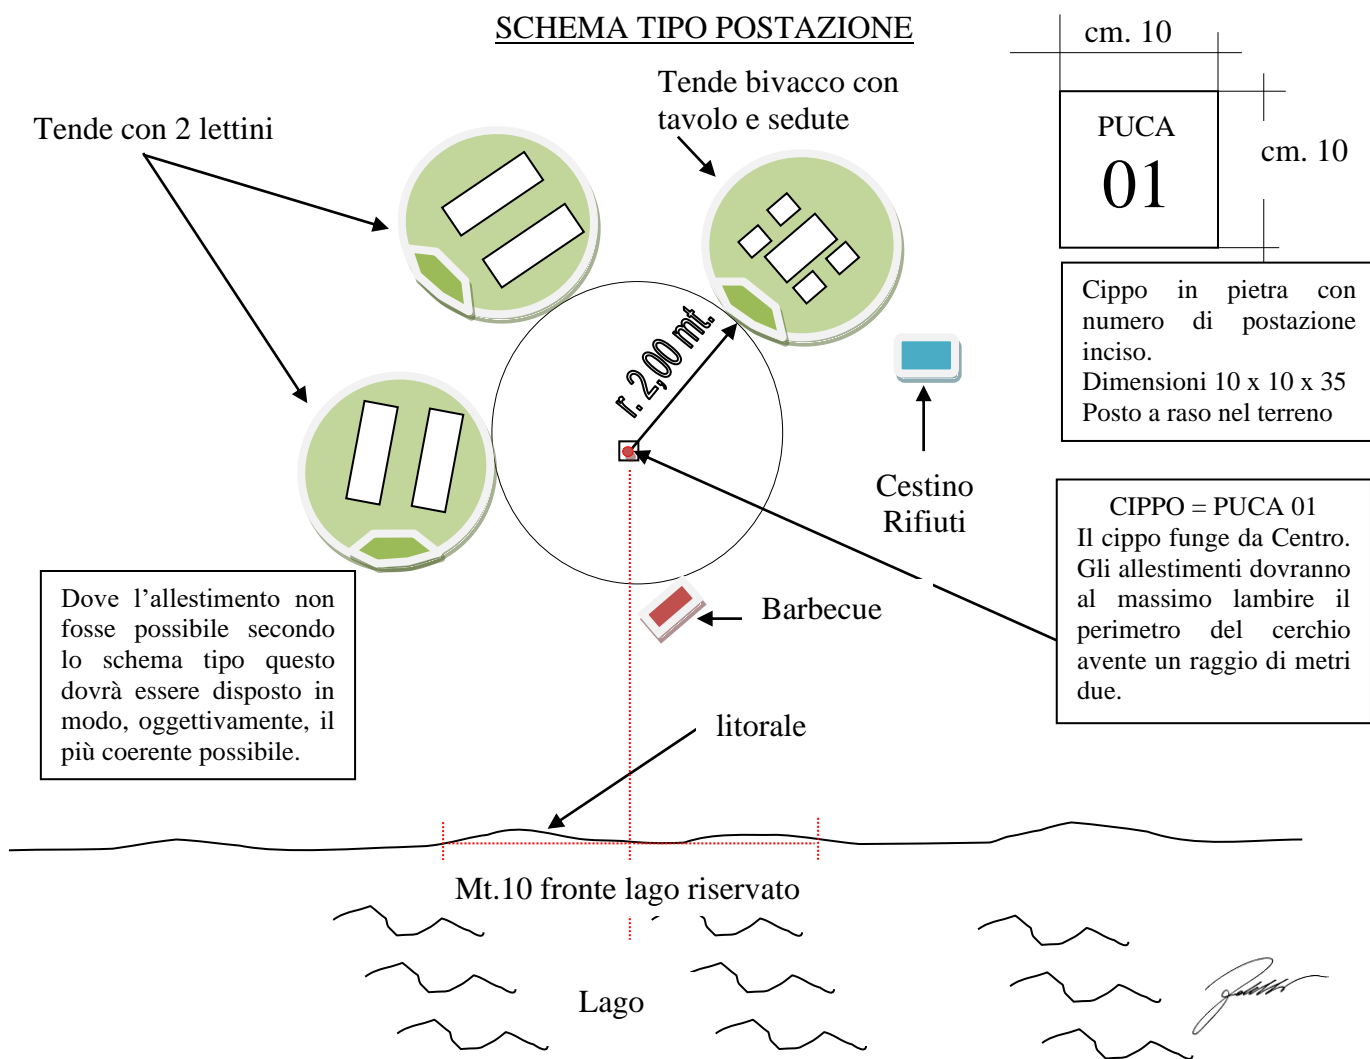 SCHEMA TIPO POSTAZIONE
cm. 10
Tende bivacco con
tavolo e sedute
Tende con 2 lettini
PUCA
01
cm. 10
r. 2,00 mt.
Cippo in pietra con
numero di postazione
inciso.
Dimensioni 10 x 10 x 35
Posto a raso nel terreno
Cestino
Rifiuti
CIPPO = PUCA 01
Il cippo funge da Centro.
Gli allestimenti dovranno
al massimo lambire il
perimetro del cerchio
avente un raggio di metri
due.
Dove l'allestimento non
fosse possibile secondo
lo schema tipo questo
dovrà essere disposto in
modo, oggettivamente, il
più coerente possibile.
Barbecue
litorale
Mt.10 fronte lago riservato
Lago